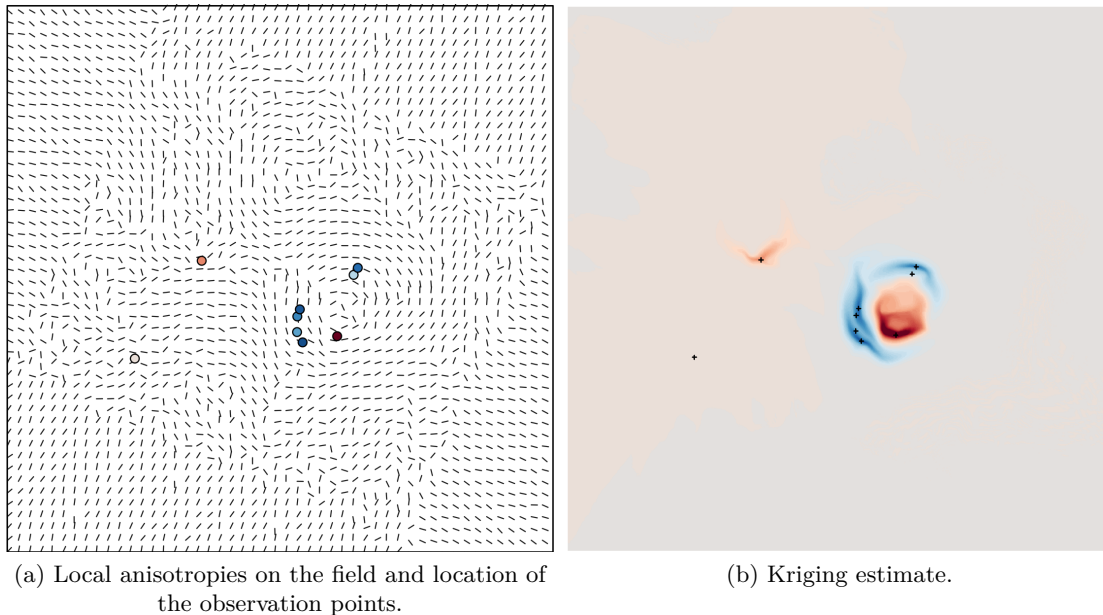 (a) Local anisotropies on the field and location of
the observation points.
(b) Kriging estimate.